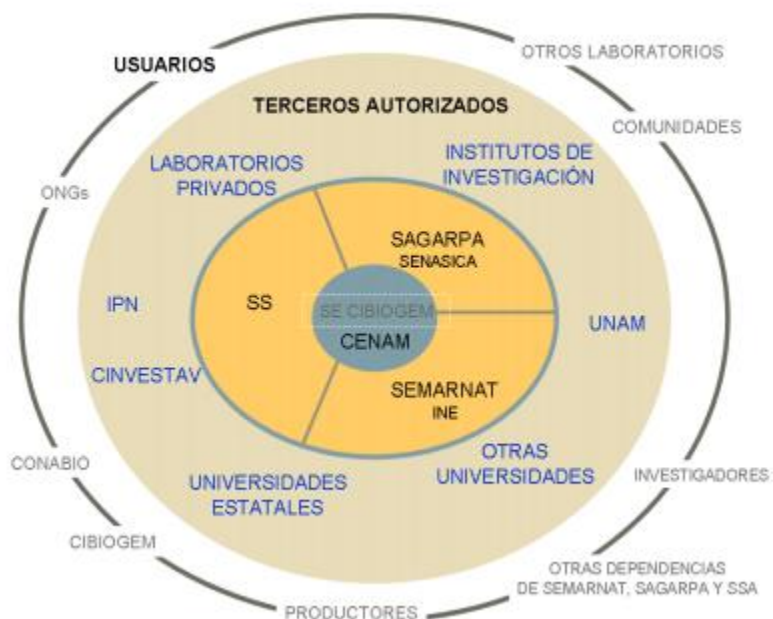 OTROS LABORATORIOS
USUARIOS
TERCEROS AUTORIZADOS
COMUNIDADES
LABORATORIOS
PRIVADOS
INSTITUTOS DE
INVESTIGACIÓN
ONGs
SAGARPA
SENASICA
IPN
SS
SE CIBIOGEM
CENAM
UNAM
CINVESTAV
SEMARNAT
INE
CONABIO
UNIVERSIDADES
ESTATALES
OTRAS
UNIVERSIDADES
INVESTIGADORES
CIBIOGEM
OTRAS DEPENDENCIAS
DE SEMARNAT, SAGARPA Y SSA
PRODUCTORES